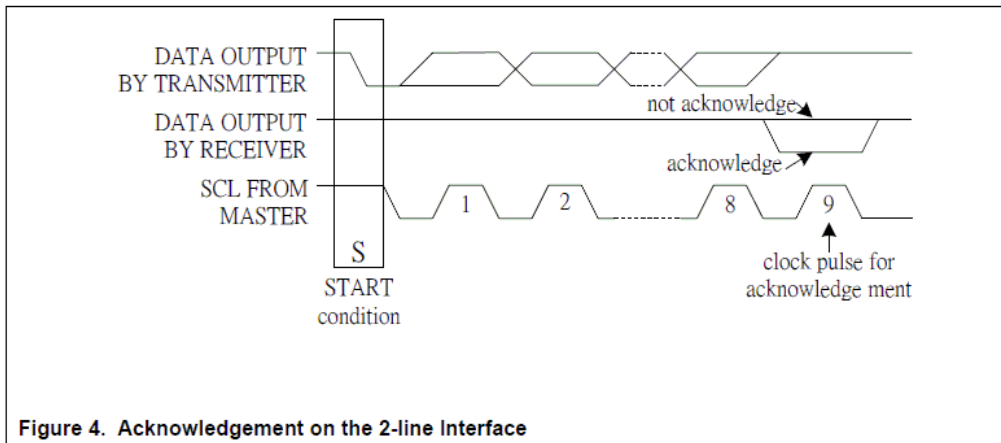 DATA OUTPUT
BY TRANSMITTER
not acknowledge
DATA OUTPUT
BY RECEIVER
acknowledge
SCL FROM
MASTER
1
2
8
9
S
START
condition
clock pulse for
acknowledge ment
Figure 4. Acknowledgement on the 2-line Interface